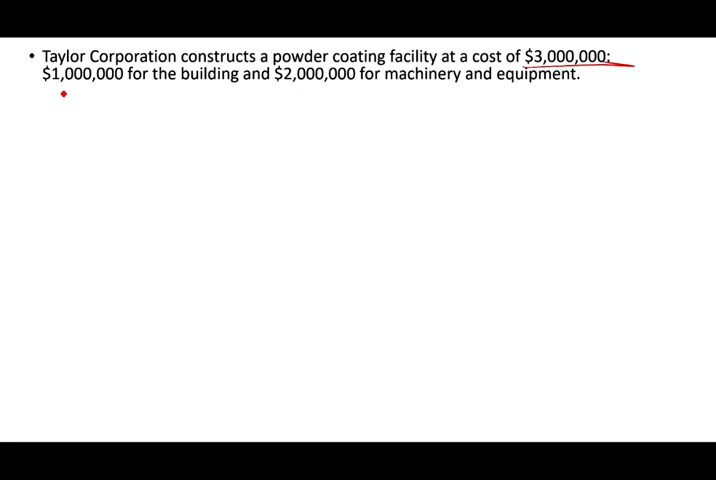 • Taylor Corporation constructs a powder coating facility at a cost of $3,000,000:
$1,000,000 for the building and $2,000,000 for machinery and equipment.